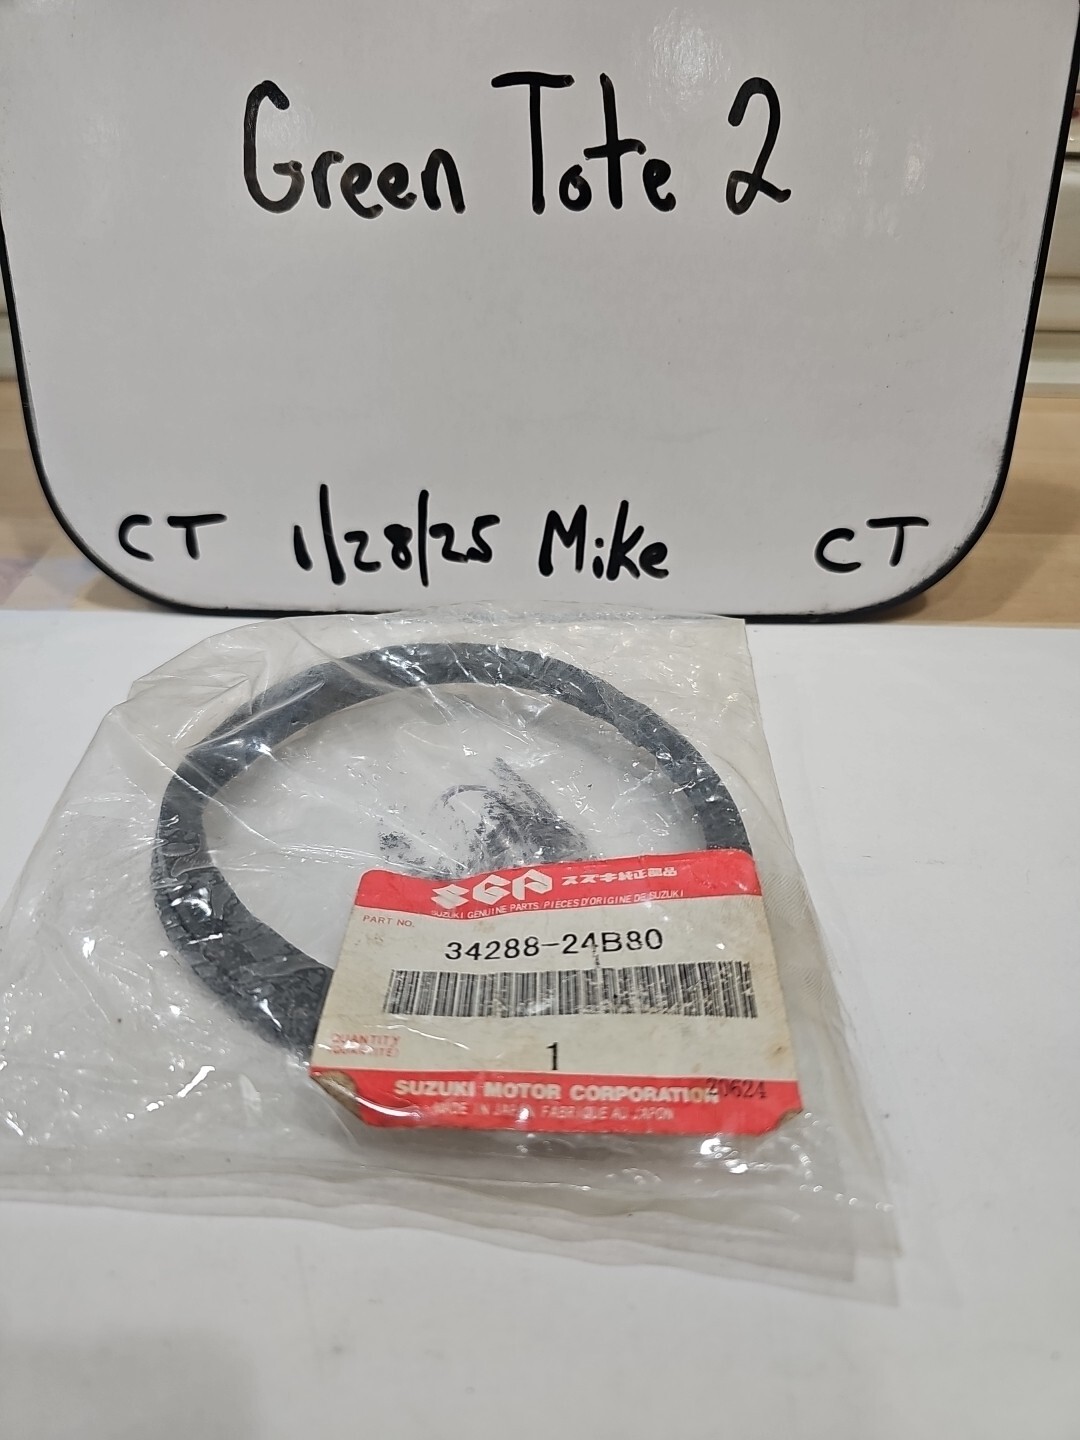 Green Tote 2
CT 1/28/25 Mike CT
SGP スズキ純正部品
SUZUKI GENUINE PARTS/PIECES D'ORIGINE DE SUZUKI
PART NO.
34288-24B80
QUANTITY
(QUANTITE)
1
SUZUKI MOTOR CORPORATION 20624
MADE IN JAPAN FABRIQUE AU JAPON